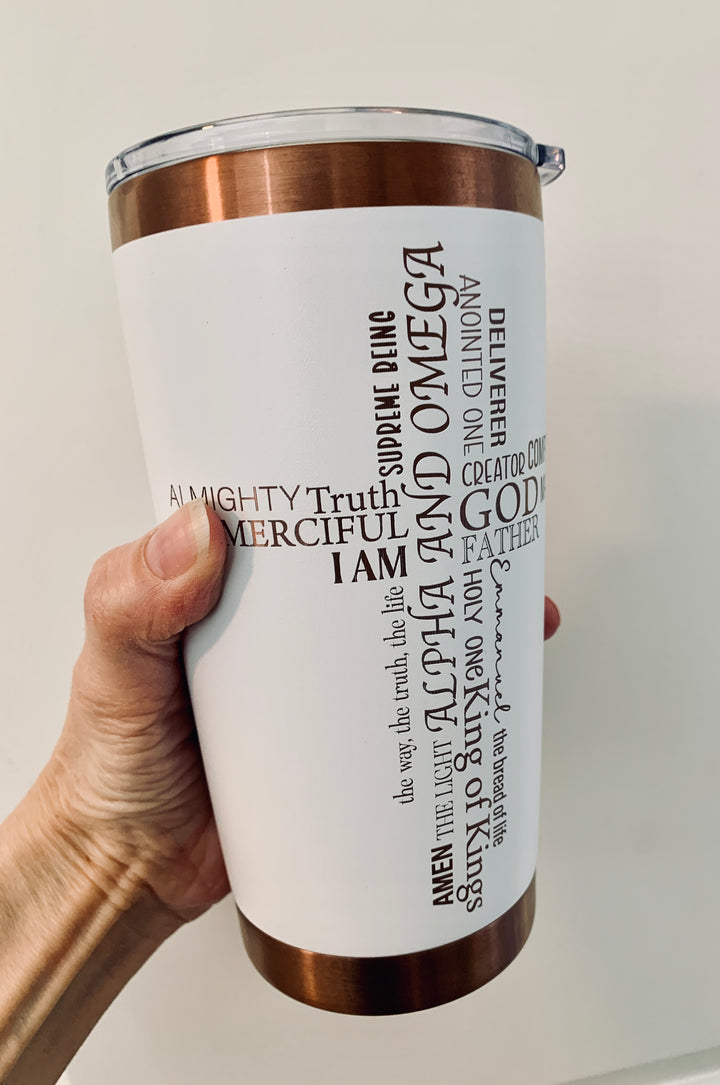 SUPREME BEING
ALPHA AND OMEGA
ANOINTED ONE
DELIVERER
ALMIGHTY Truth
MERCIFUL
I AM
CREATOR
GOD
FATHER
the way, the truth, the life
AMEN THE LIGHT
HOLY ONE
King of Kings
Emmanuel
the bread of life